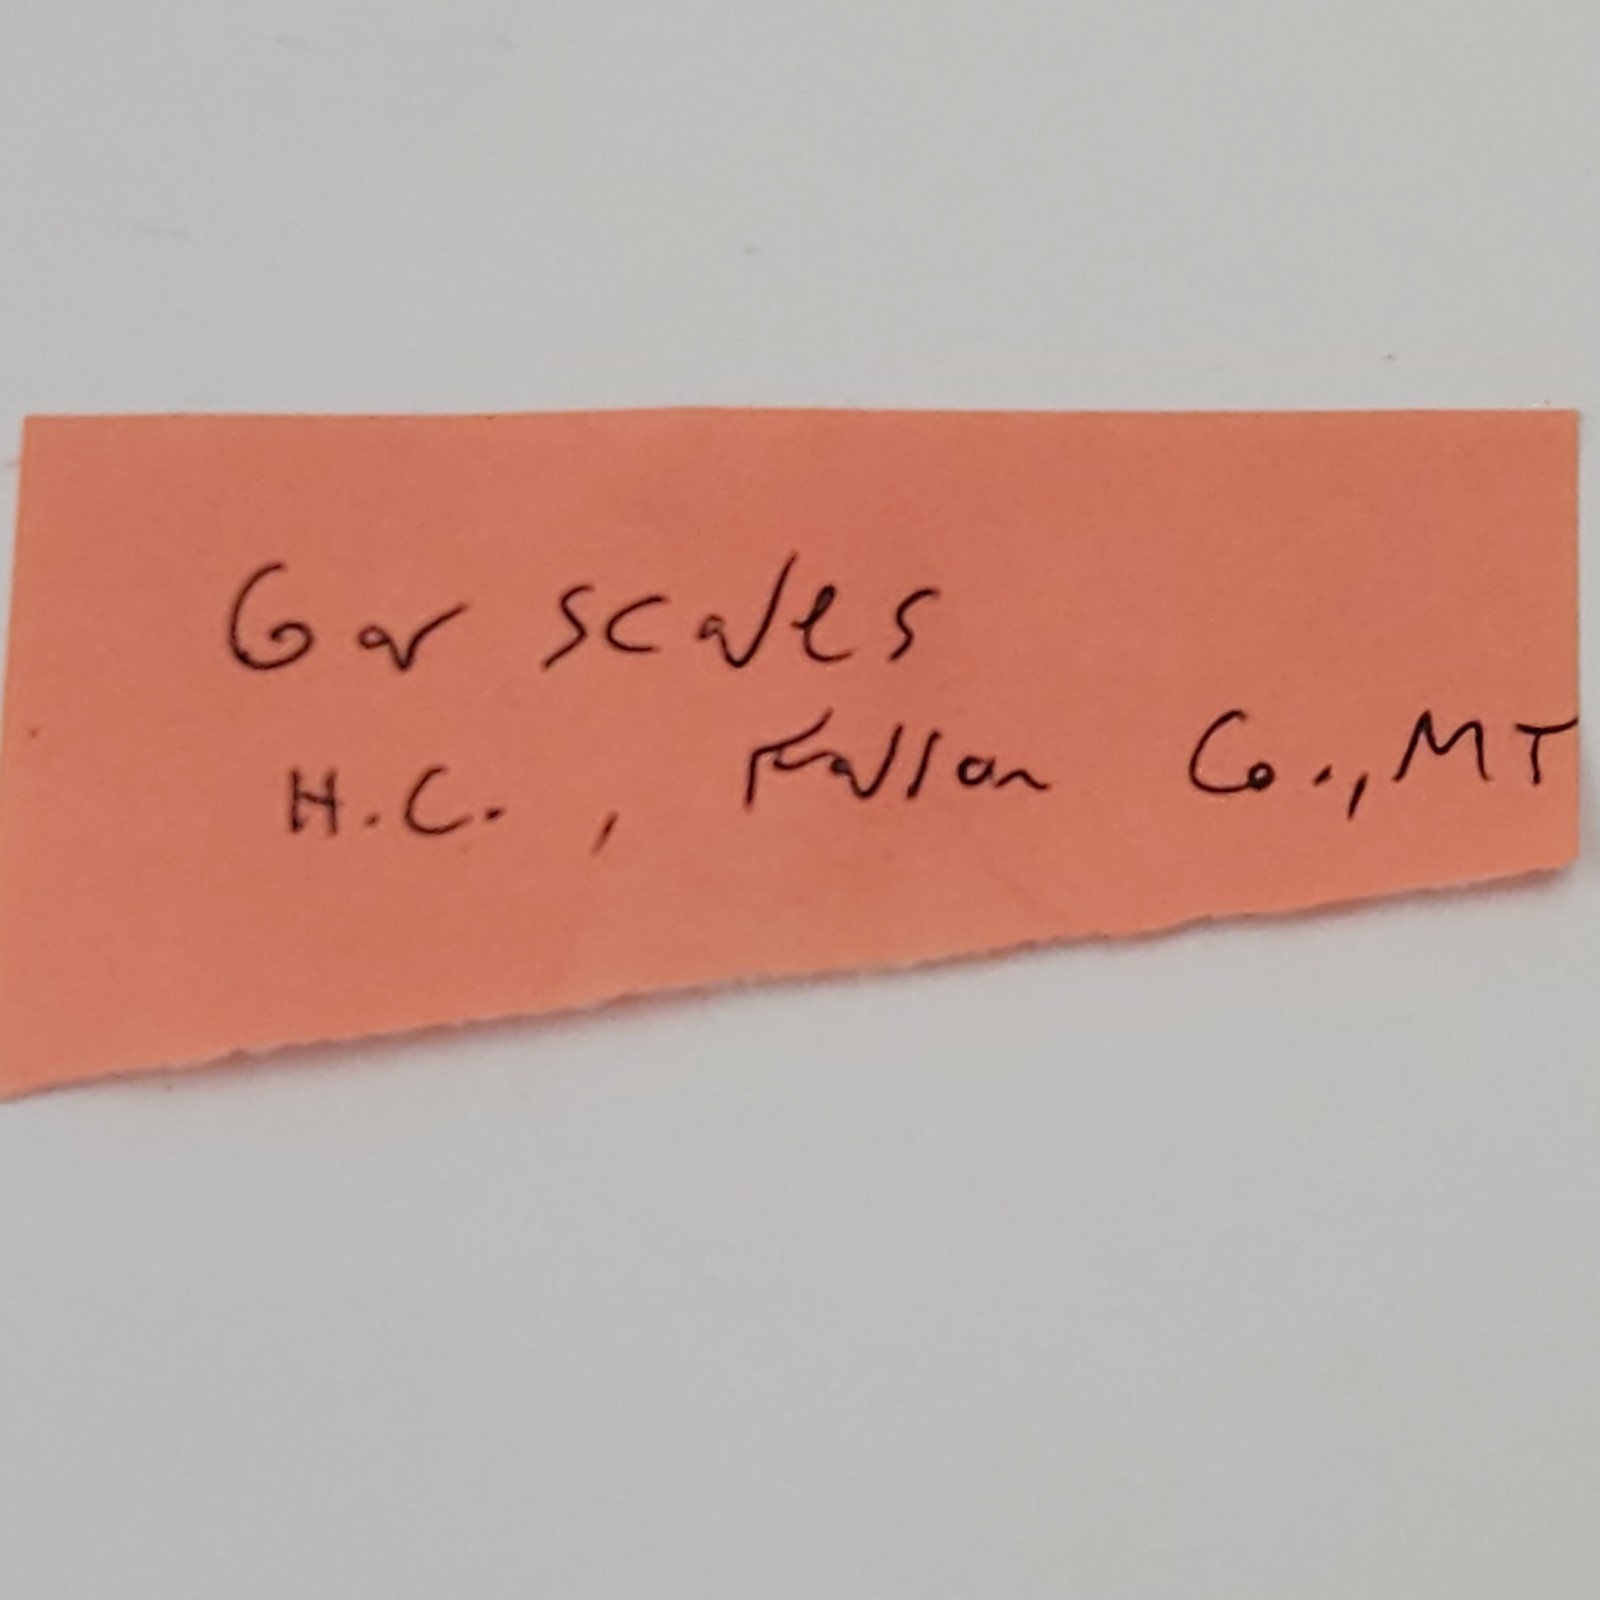 Gar scales
H.C., Fallon Co., MT